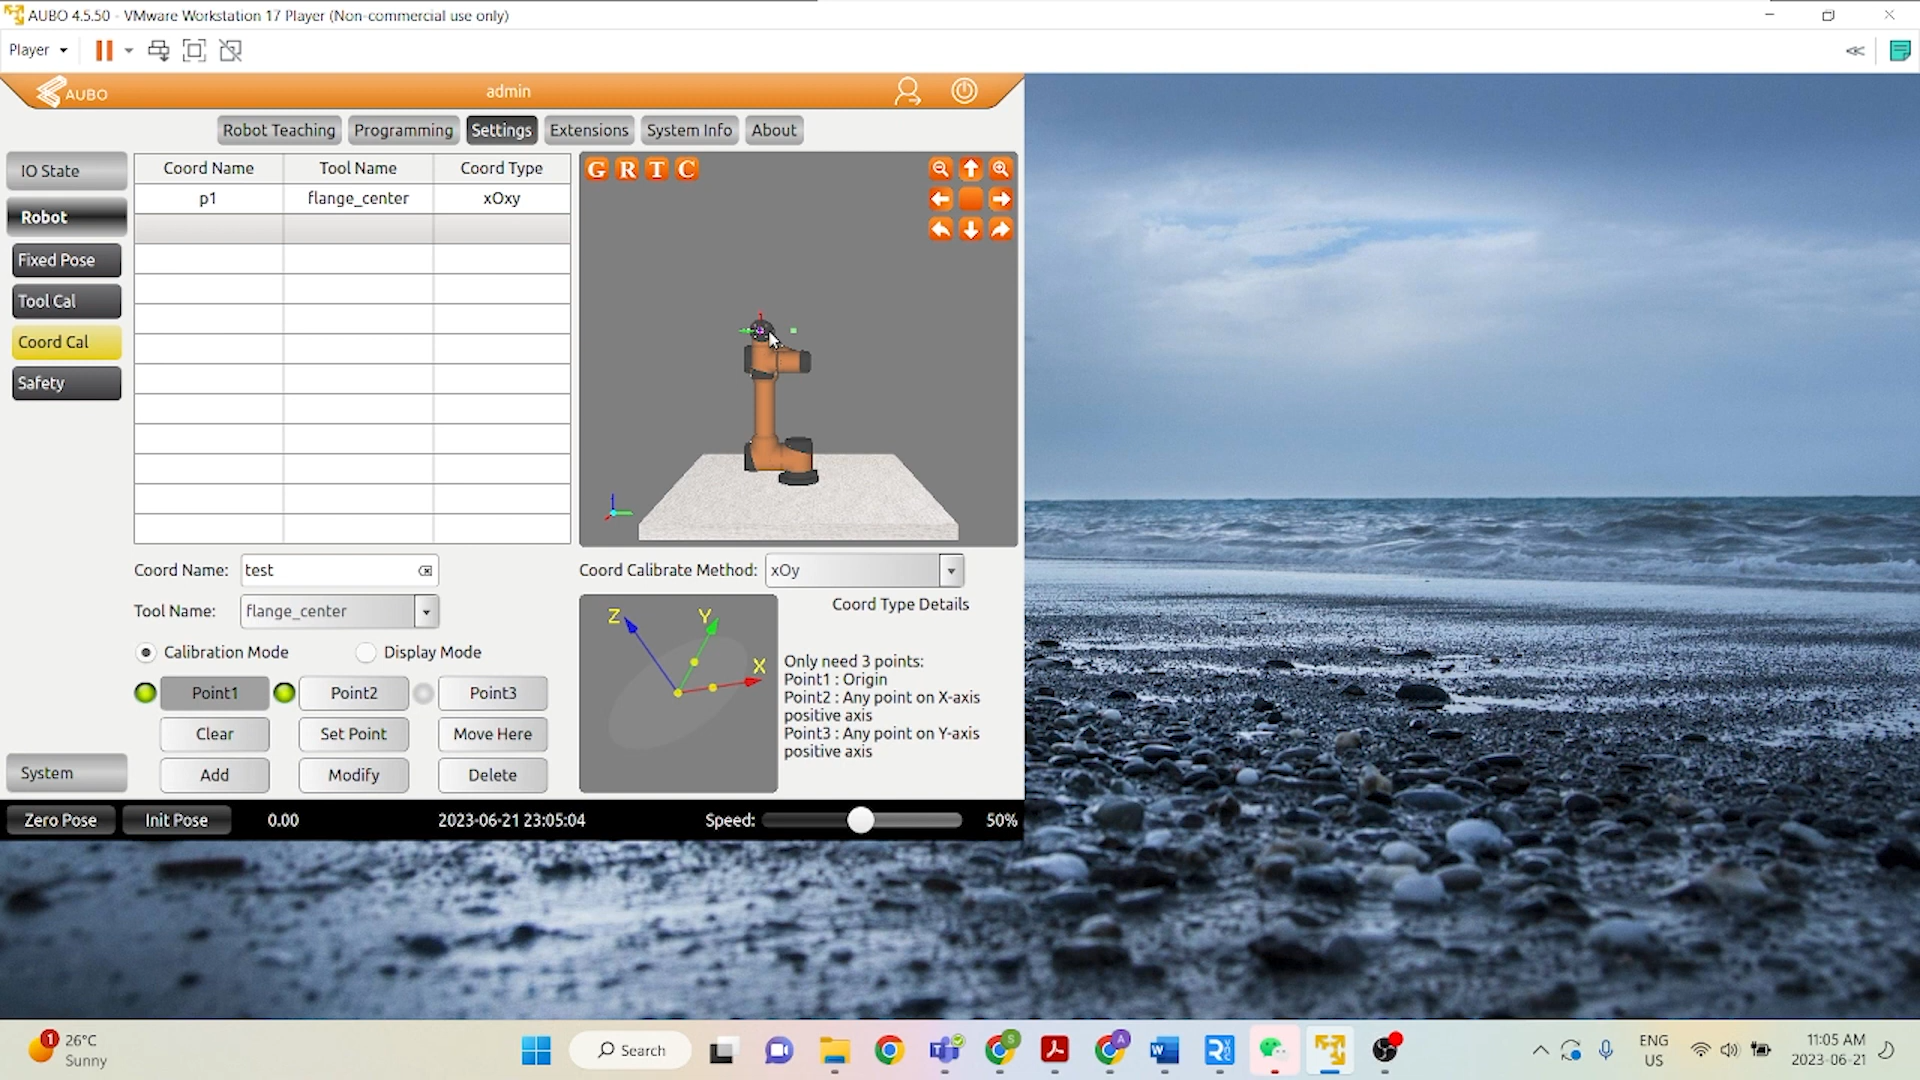 AUBO 4.5.50 - VMware Workstation 17 Player (Non-commercial use only)
Player
AUBO
admin
Robot Teaching
Programming
Settings
Extensions
System Info
About
IO State
Robot
Fixed Pose
Tool Cal
Coord Cal
Safety
System
Coord Name Tool Name Coord Type
p1 flange_center xOxy
G R T C
Coord Name: test
Tool Name: flange_center
Calibration Mode
Display Mode
Point1
Point2
Point3
Clear
Set Point
Move Here
Add
Modify
Delete
Coord Calibrate Method: xOy
Z
Y
X
Coord Type Details
Only need 3 points:
Point1 : Origin
Point2 : Any point on X-axis
positive axis
Point3 : Any point on Y-axis
positive axis
Zero Pose
Init Pose
0.00
2023-06-21 23:05:04
Speed:
50%
1
26°C
Sunny
Search
S
A
ENG
US
11:05 AM
2023-06-21